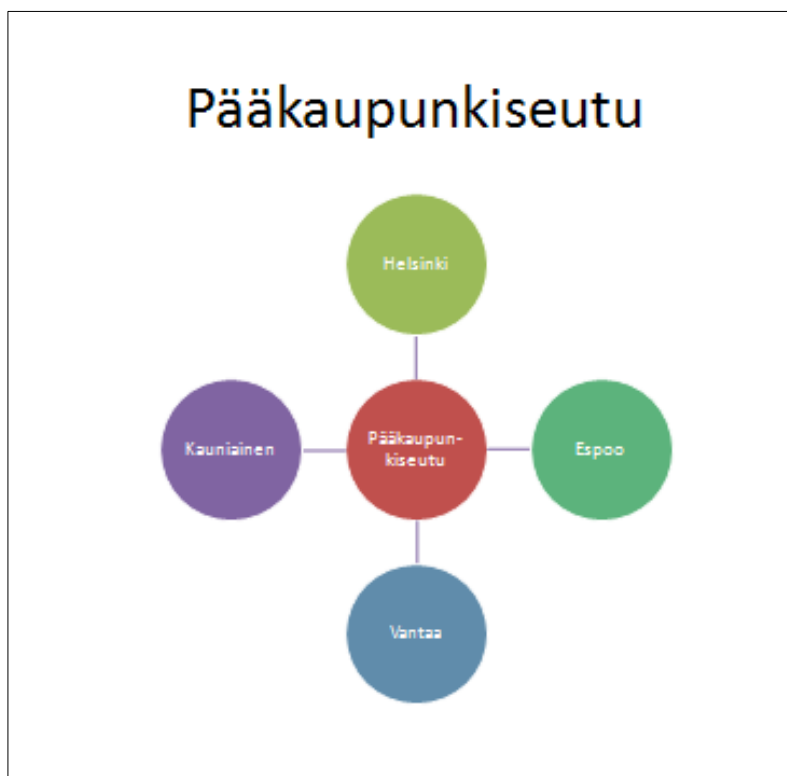 Pääkaupunkiseutu
Helsinki
Kauniainen
Pääkaupun-
kiseutu
Espoo
Vantaa